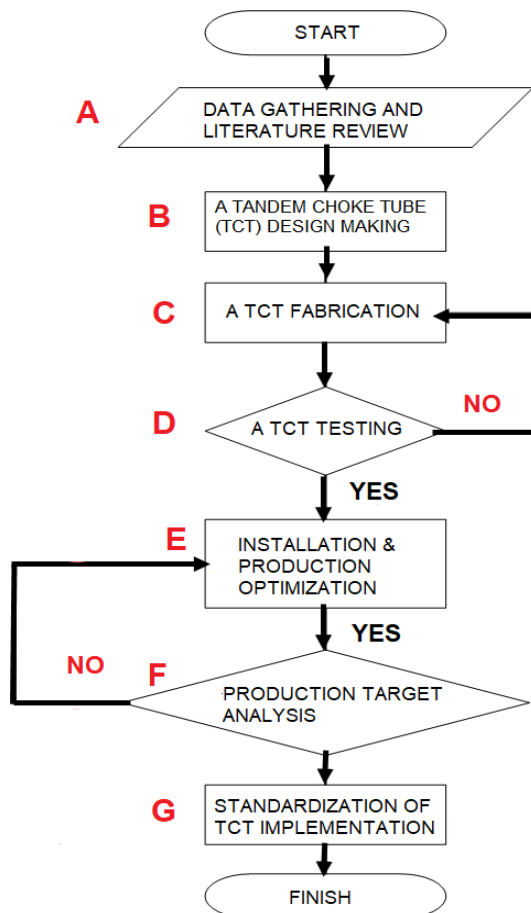 START
A
DATA GATHERING AND
LITERATURE REVIEW
B
A TANDEM CHOKE TUBE
(TCT) DESIGN MAKING
C
A TCT FABRICATION
D
A TCT TESTING
NO
YES
E
INSTALLATION &
PRODUCTION
OPTIMIZATION
YES
NO
F
PRODUCTION TARGET
ANALYSIS
G
STANDARDIZATION OF
TCT IMPLEMENTATION
FINISH